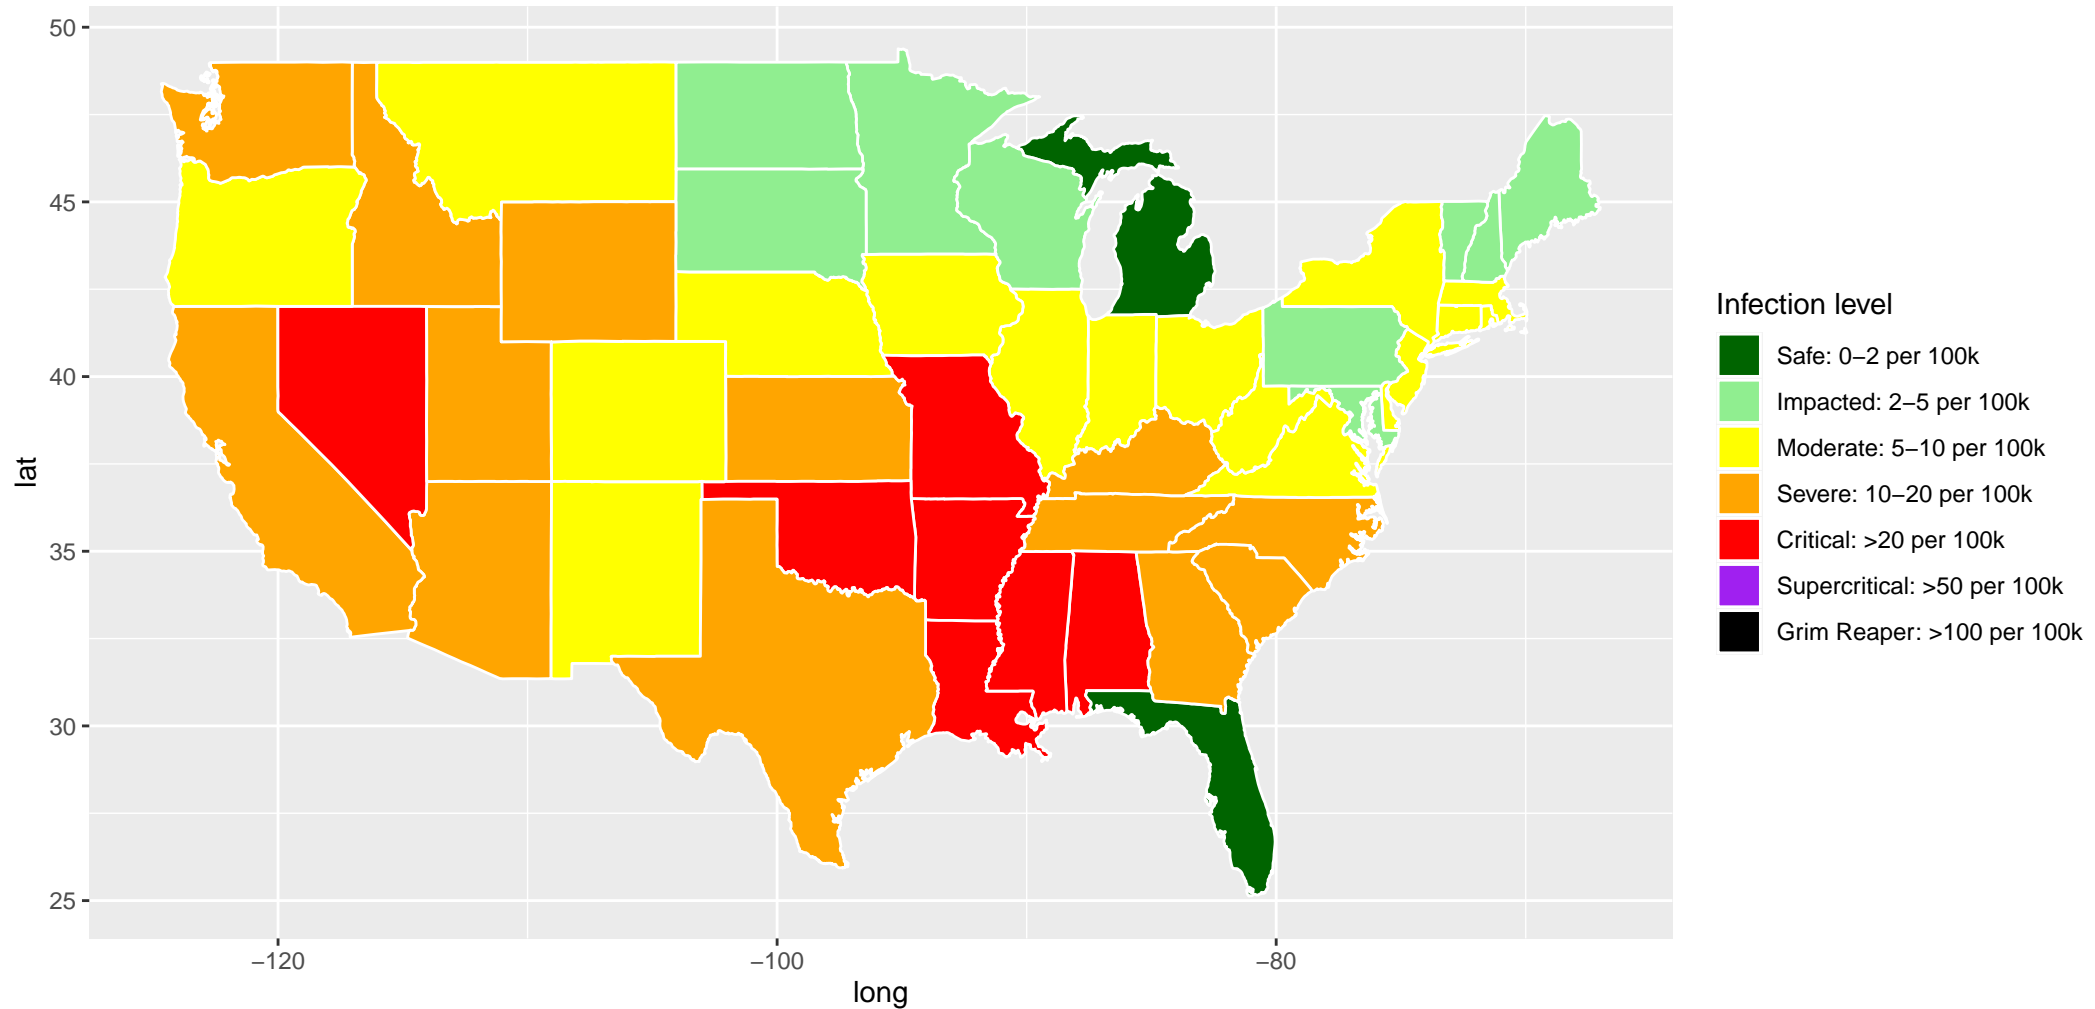 50
45
40
35
30
25
lat
−120
−100
−80
long
Infection level
Safe: 0−2 per 100k
Impacted: 2−5 per 100k
Moderate: 5−10 per 100k
Severe: 10−20 per 100k
Critical: >20 per 100k
Supercritical: >50 per 100k
Grim Reaper: >100 per 100k